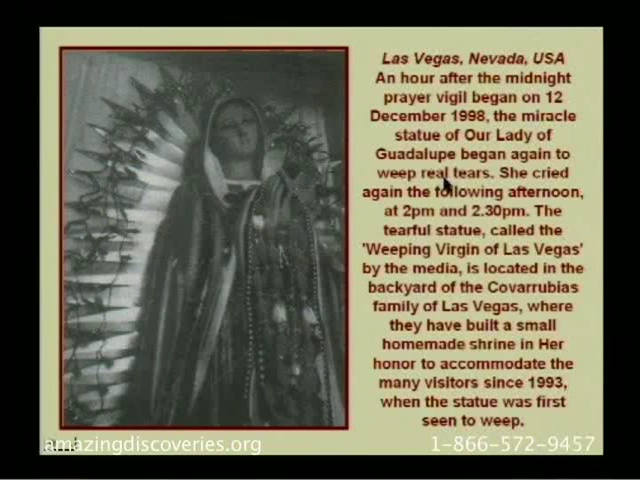 Las Vegas, Nevada, USA
An hour after the midnight
prayer vigil began on 12
December 1998, the miracle
statue of Our Lady of
Guadalupe began again to
weep real tears. She cried
again the following afternoon,
at 2pm and 2.30pm. The
tearful statue, called the
'Weeping Virgin of Las Vegas'
by the media, is located in the
backyard of the Covarrubias
family of Las Vegas, where
they have built a small
homemade shrine in Her
honor to accommodate the
many visitors since 1993,
when the statue was first
seen to weep.
amazingdiscoveries.org
1-866-572-9457